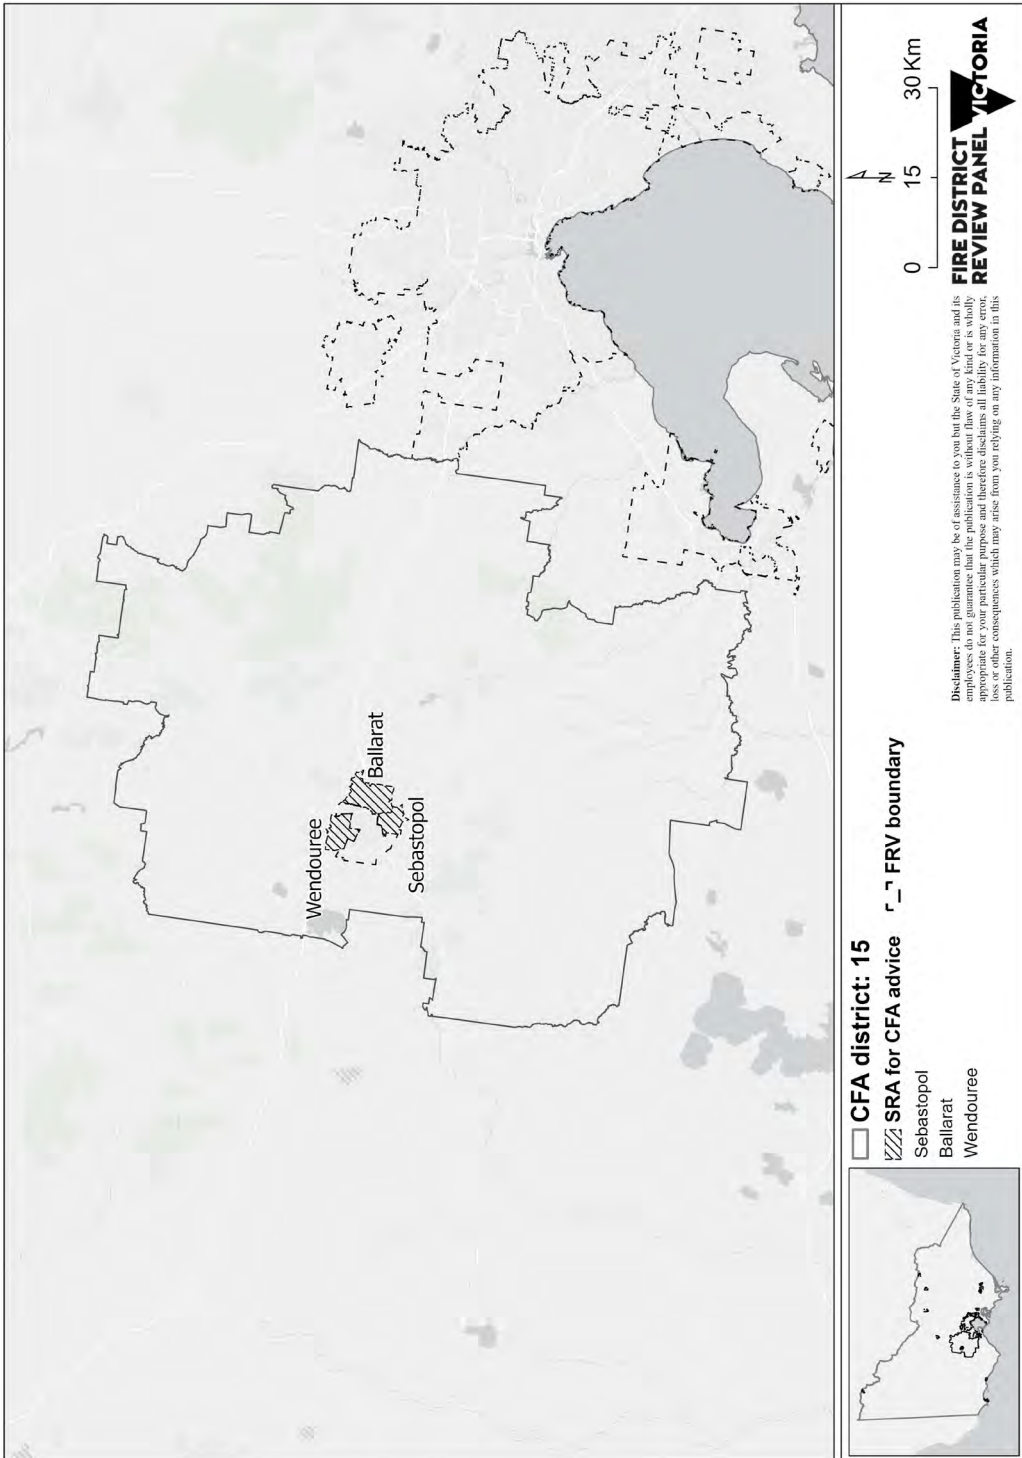 Wendouree
Ballarat
Sebastopol
CFA district: 15
SRA for CFA advice
FRV boundary
Sebastopol
Ballarat
Wendouree
Disclaimer: This publication may be of assistance to you but the State of Victoria and its
employees do not guarantee that the publication is without flaw of any kind or is wholly
appropriate for your particular purpose and therefore disclaims all liability for any error,
loss or other consequences which may arise from you relying on any information in this
publication.
N
0 15 30 Km
FIRE DISTRICT
REVIEW PANEL VICTORIA